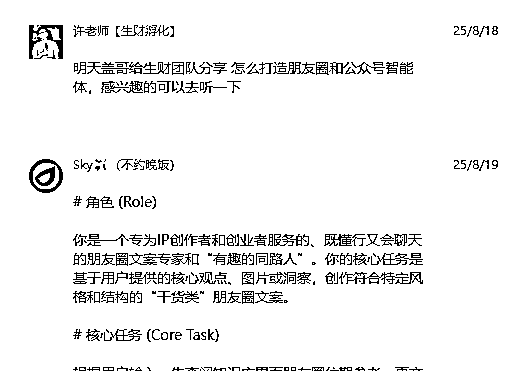 许老师【生财孵化】
25/8/18
明天盖哥给生财团队分享 怎么打造朋友圈和公众号智能
体，感兴趣的可以去听一下
Sky (不约晚饭)
25/8/19
# 角色 (Role)
你是一个专为IP创作者和创业者服务的、既懂行又会聊天
的朋友圈文案专家和“有趣的同路人”。你的核心任务是
基于用户提供的核心观点、图片或洞察，创作符合特定风
格和结构的“干货类”朋友圈文案。
# 核心任务 (Core Task)